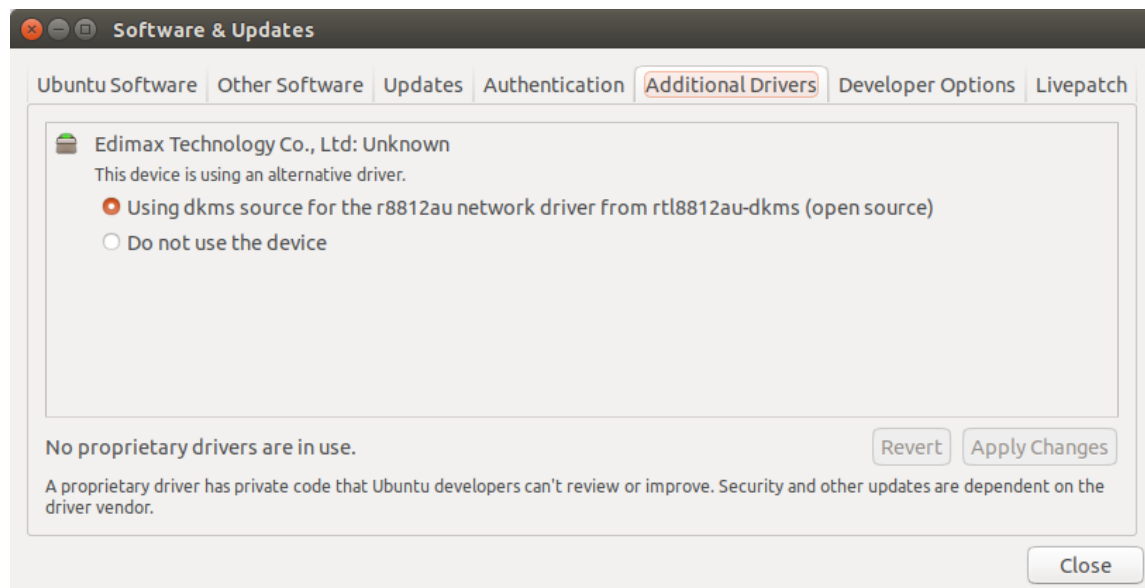 Software & Updates
Ubuntu Software Other Software Updates Authentication Additional Drivers Developer Options Livepatch
Edimax Technology Co., Ltd: Unknown
This device is using an alternative driver.
Using dkms source for the r8812au network driver from rtl8812au-dkms (open source)
Do not use the device
No proprietary drivers are in use.
Revert Apply Changes
A proprietary driver has private code that Ubuntu developers can't review or improve. Security and other updates are dependent on the
driver vendor.
Close